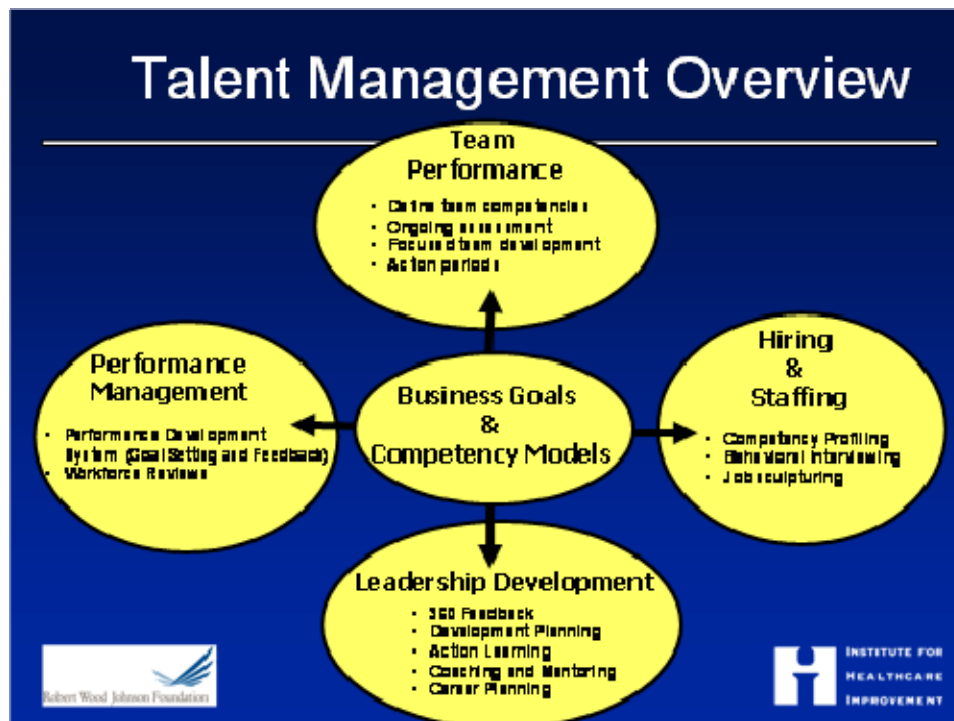 Talent Management Overview
Team
Performance
• Define team competencies
• Ongoing assessment
• Focused team development
• Action periods
Performance
Management
• Performance Development
System (Goal Setting and Feedback)
• Workforce Reviews
Business Goals
&
Competency Models
Hiring
&
Staffing
• Competency Profiling
• Behavioral Interviewing
• Job sculpturing
Leadership Development
• 360 Feedback
• Development Planning
• Action Learning
• Coaching and Mentoring
• Career Planning
Robert Wood Johnson Foundation
INSTITUTE FOR
HEALTHCARE
IMPROVEMENT